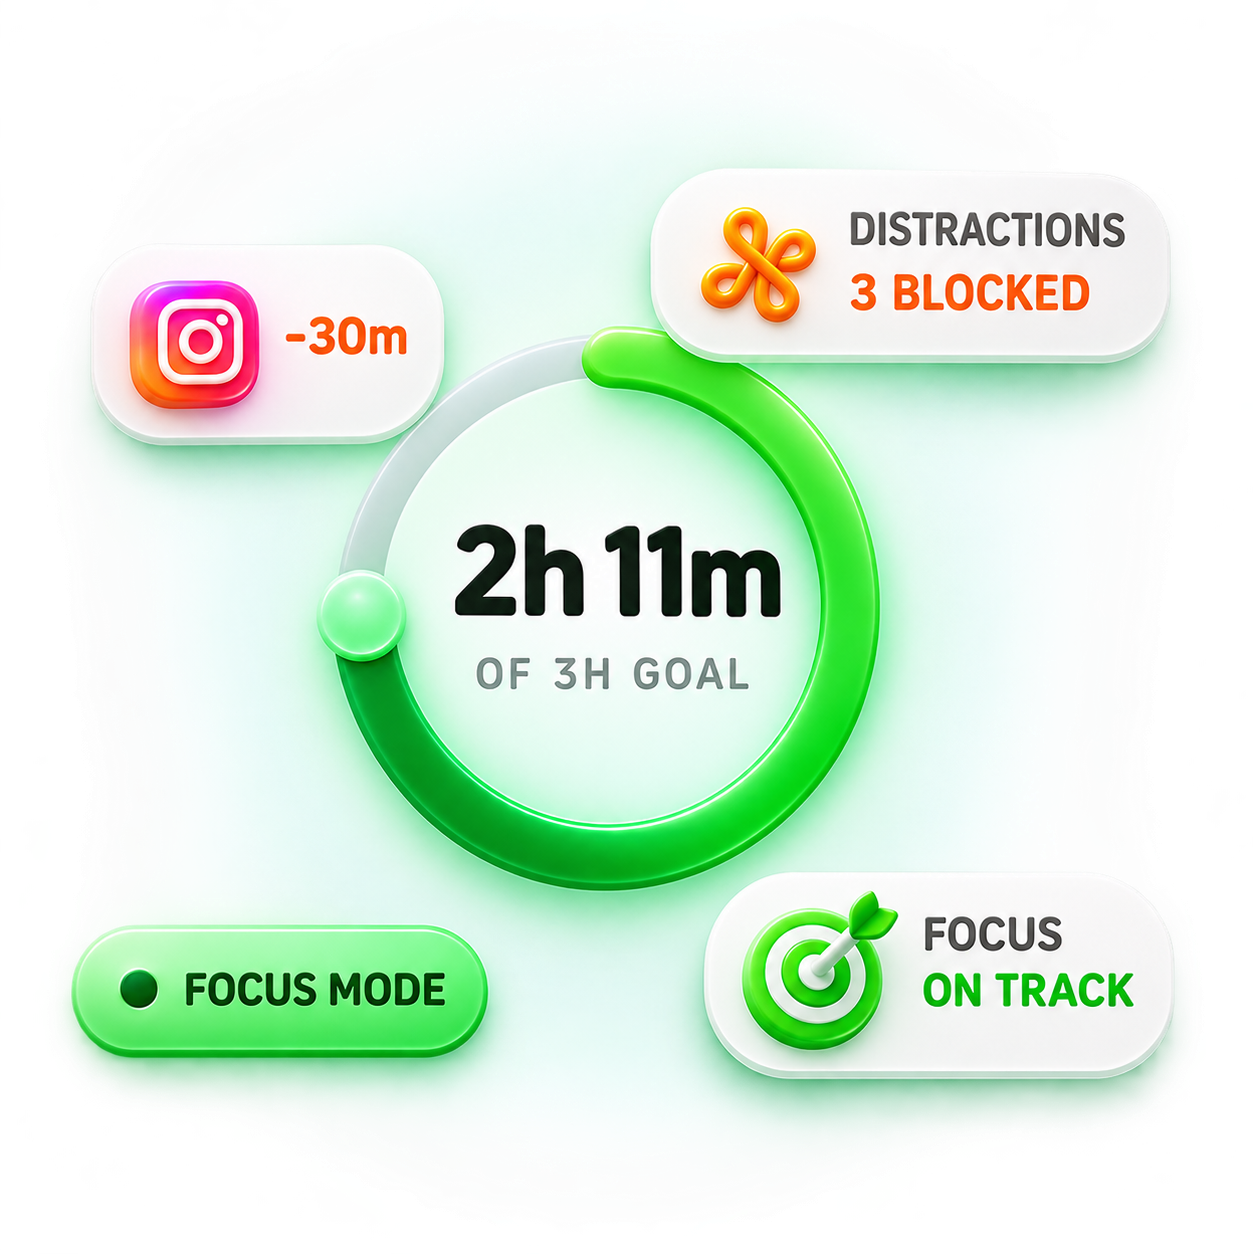 DISTRACTIONS
3 BLOCKED
-30m
2h 11m
OF 3H GOAL
FOCUS MODE
FOCUS
ON TRACK